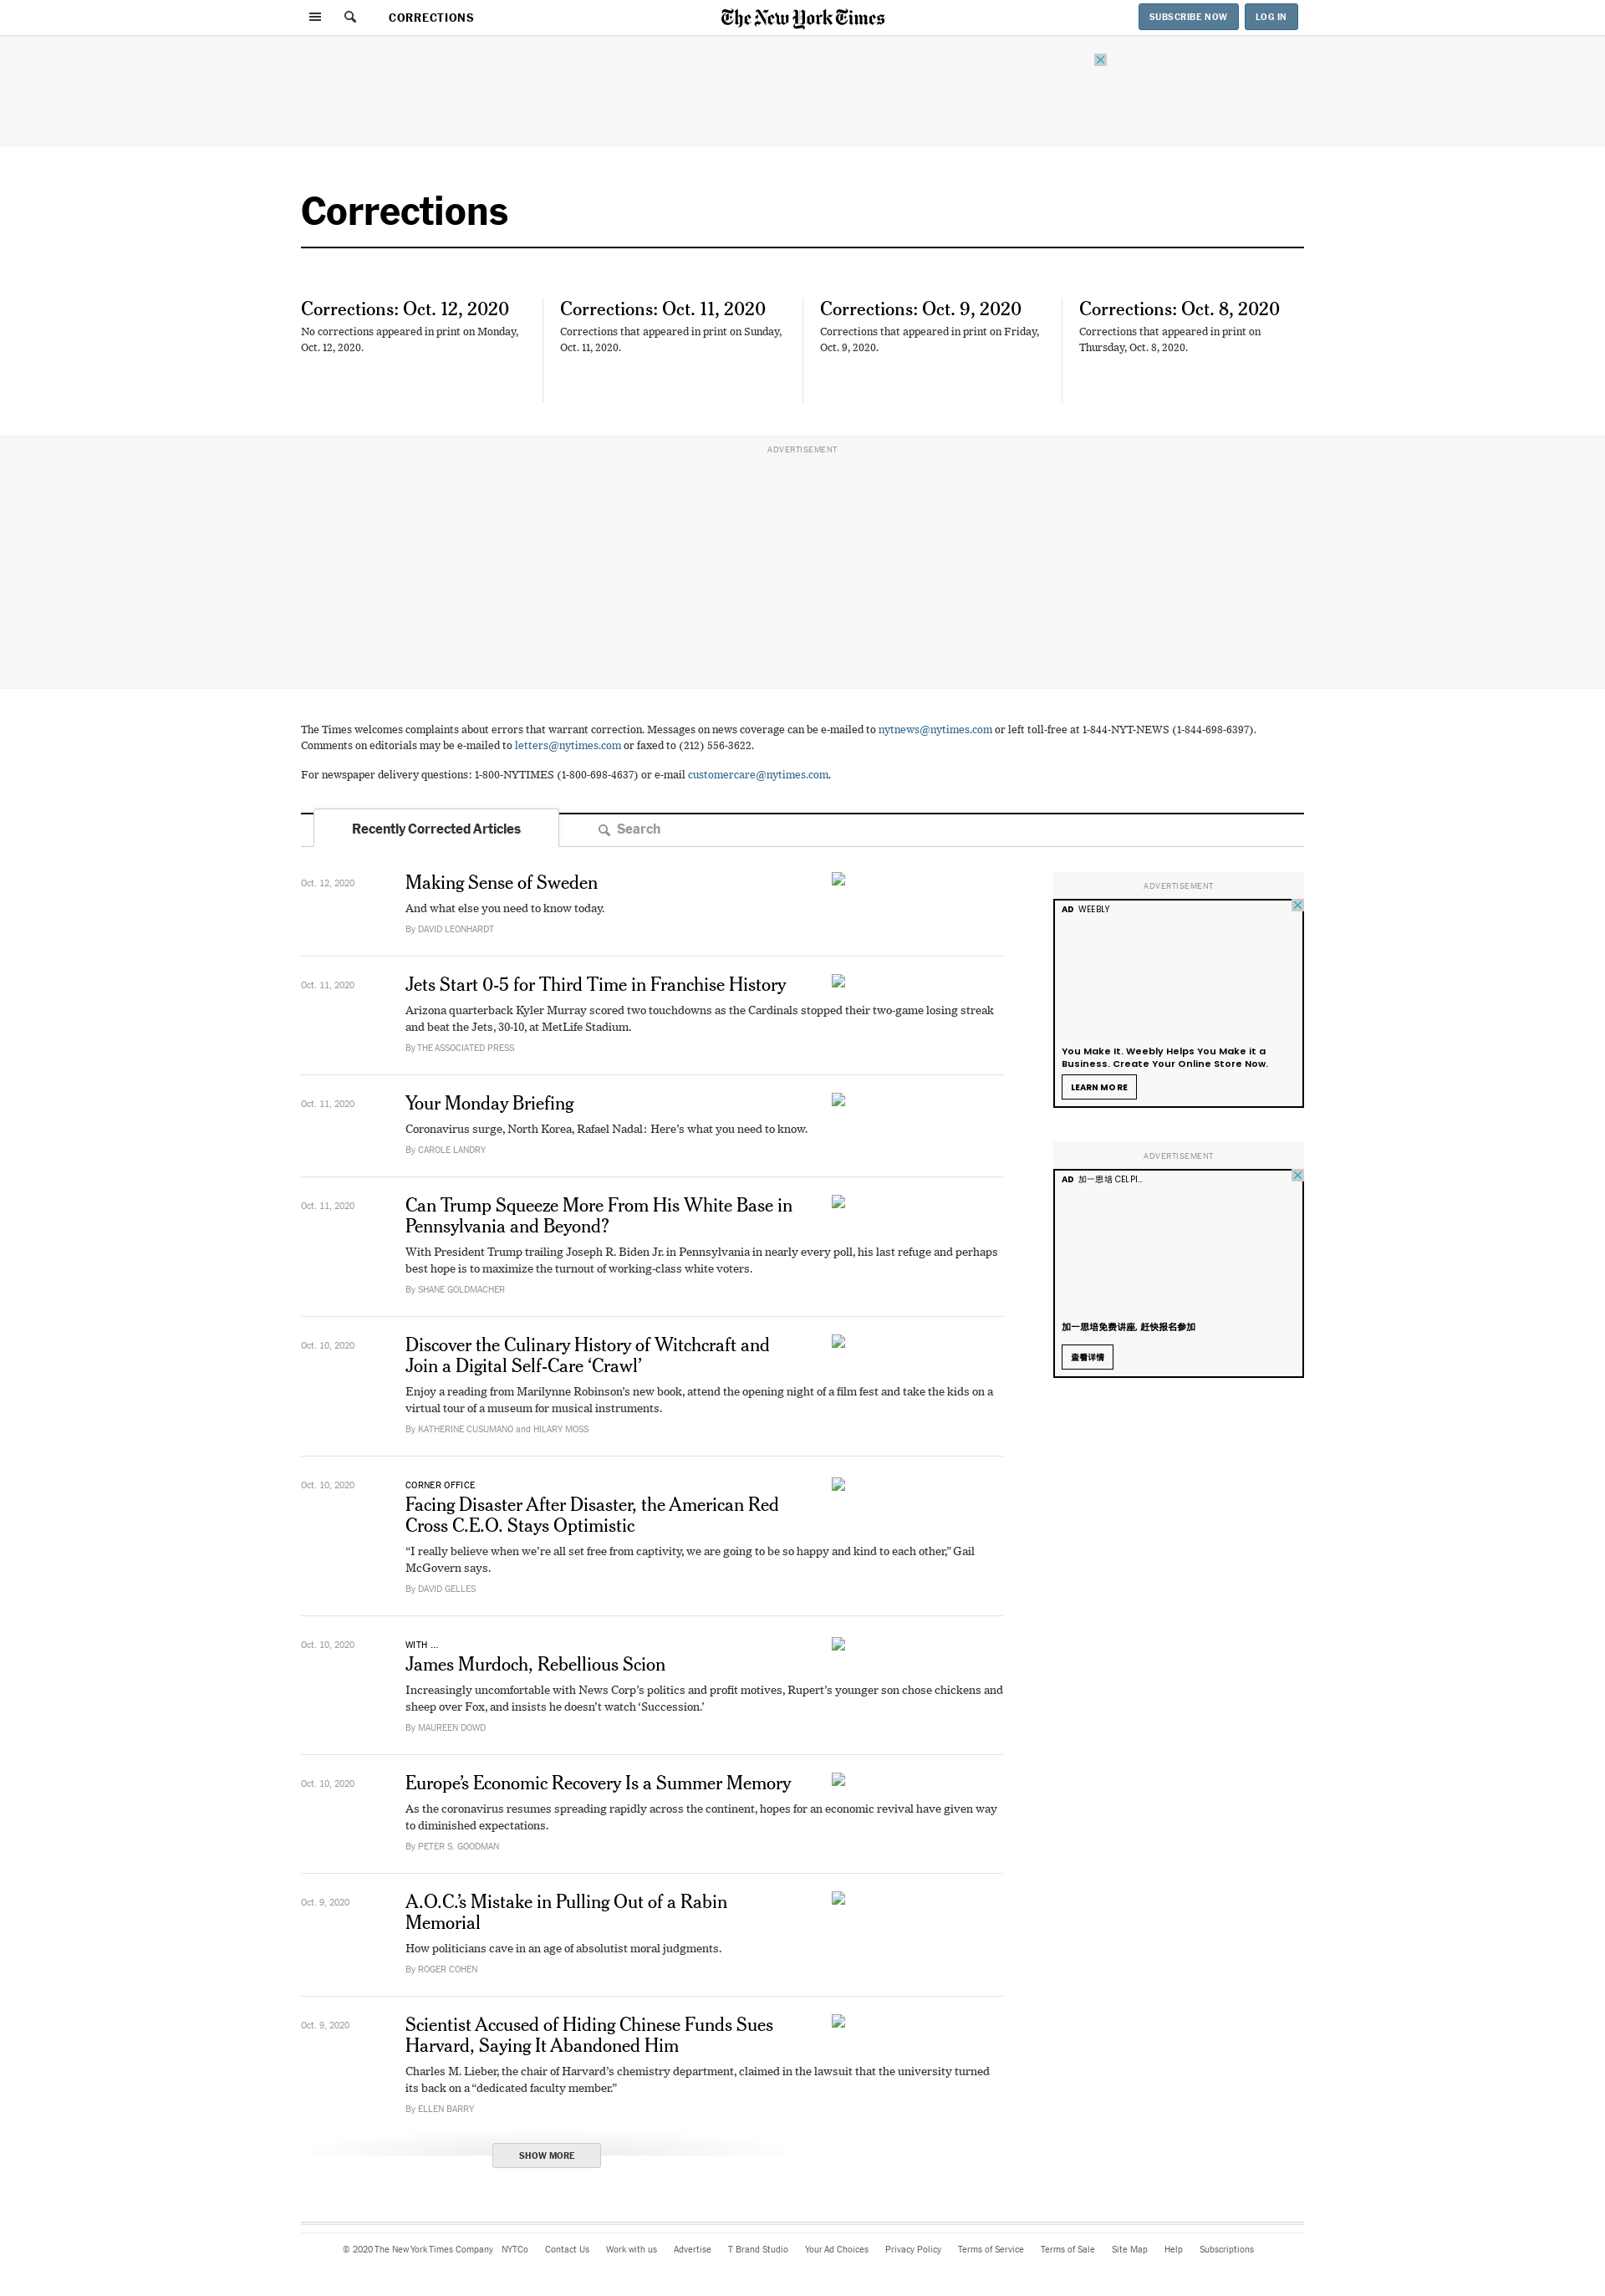 CORRECTIONS
The New York Times
SUBSCRIBE NOW
LOG IN
Corrections
Corrections: Oct. 12, 2020
No corrections appeared in print on Monday,
Oct. 12, 2020.
Corrections: Oct. 11, 2020
Corrections that appeared in print on Sunday,
Oct. 11, 2020.
Corrections: Oct. 9, 2020
Corrections that appeared in print on Friday,
Oct. 9, 2020.
Corrections: Oct. 8, 2020
Corrections that appeared in print on
Thursday, Oct. 8, 2020.
ADVERTISEMENT
The Times welcomes complaints about errors that warrant correction. Messages on news coverage can be e-mailed to nytnews@nytimes.com or left toll-free at 1-844-NYT-NEWS (1-844-698-6397).
Comments on editorials may be e-mailed to letters@nytimes.com or faxed to (212) 556-3622.
For newspaper delivery questions: 1-800-NYTIMES (1-800-698-4637) or e-mail customercare@nytimes.com.
Recently Corrected Articles
Search
Oct. 12, 2020
Making Sense of Sweden
And what else you need to know today.
By DAVID LEONHARDT
Oct. 11, 2020
Jets Start 0-5 for Third Time in Franchise History
Arizona quarterback Kyler Murray scored two touchdowns as the Cardinals stopped their two-game losing streak
and beat the Jets, 30-10, at MetLife Stadium.
By THE ASSOCIATED PRESS
Oct. 11, 2020
Your Monday Briefing
Coronavirus surge, North Korea, Rafael Nadal: Here’s what you need to know.
By CAROLE LANDRY
Oct. 11, 2020
Can Trump Squeeze More From His White Base in
Pennsylvania and Beyond?
With President Trump trailing Joseph R. Biden Jr. in Pennsylvania in nearly every poll, his last refuge and perhaps
best hope is to maximize the turnout of working-class white voters.
By SHANE GOLDMACHER
Oct. 10, 2020
Discover the Culinary History of Witchcraft and
Join a Digital Self-Care ‘Crawl’
Enjoy a reading from Marilynne Robinson’s new book, attend the opening night of a film fest and take the kids on a
virtual tour of a museum for musical instruments.
By KATHERINE CUSUMANO and HILARY MOSS
Oct. 10, 2020
CORNER OFFICE
Facing Disaster After Disaster, the American Red
Cross C.E.O. Stays Optimistic
“I really believe when we’re all set free from captivity, we are going to be so happy and kind to each other,” Gail
McGovern says.
By DAVID GELLES
Oct. 10, 2020
WITH ...
James Murdoch, Rebellious Scion
Increasingly uncomfortable with News Corp’s politics and profit motives, Rupert’s younger son chose chickens and
sheep over Fox, and insists he doesn’t watch ‘Succession.’
By MAUREEN DOWD
Oct. 10, 2020
Europe’s Economic Recovery Is a Summer Memory
As the coronavirus resumes spreading rapidly across the continent, hopes for an economic revival have given way
to diminished expectations.
By PETER S. GOODMAN
Oct. 9, 2020
A.O.C.’s Mistake in Pulling Out of a Rabin
Memorial
How politicians cave in an age of absolutist moral judgments.
By ROGER COHEN
Oct. 9, 2020
Scientist Accused of Hiding Chinese Funds Sues
Harvard, Saying It Abandoned Him
Charles M. Lieber, the chair of Harvard’s chemistry department, claimed in the lawsuit that the university turned
its back on a “dedicated faculty member.”
By ELLEN BARRY
SHOW MORE
ADVERTISEMENT
AD WEEBLY
You Make It. Weebly Helps You Make it a
Business. Create Your Online Store Now.
LEARN MORE
ADVERTISEMENT
AD 加一思培 CELPI...
加一思培免费讲座, 赶快报名参加
查看详情
© 2020 The New York Times Company NYTCo Contact Us Work with us Advertise T Brand Studio Your Ad Choices Privacy Policy Terms of Service Terms of Sale Site Map Help Subscriptions